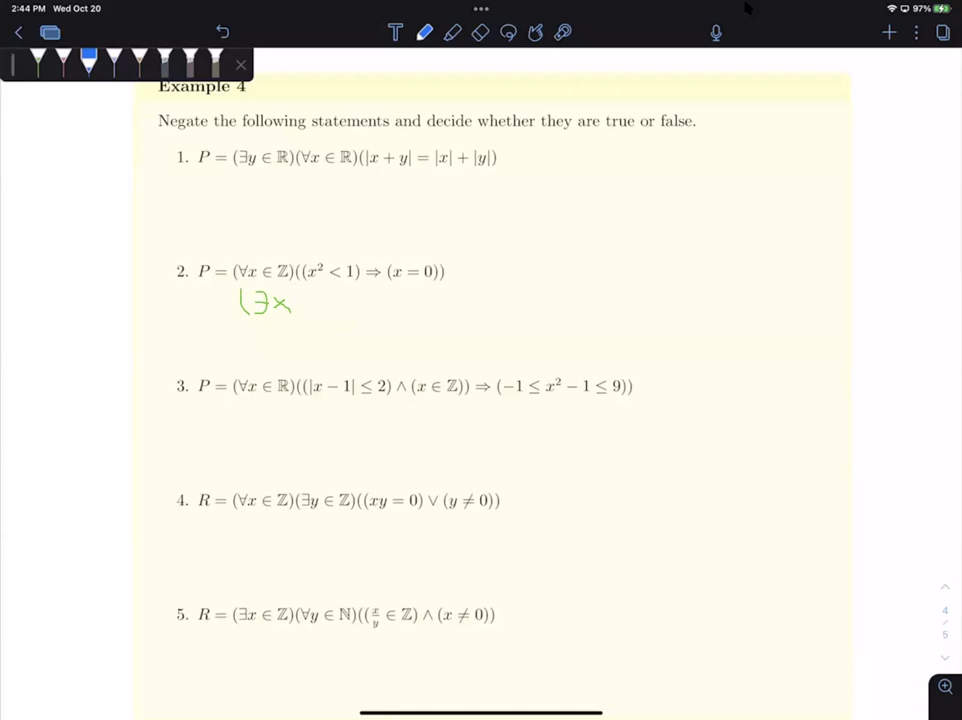 2:44 PM Wed Oct 20
97%
Example 4
Negate the following statements and decide whether they are true or false.
1. P = (∃y ∈ ℝ)(∀x ∈ ℝ)(|x + y| = |x| + |y|)
2. P = (∀x ∈ ℤ)((x² < 1) ⇒ (x = 0))
(∃x
3. P = (∀x ∈ ℝ)((|x − 1| ≤ 2) ∧ (x ∈ ℤ)) ⇒ (−1 ≤ x² − 1 ≤ 9))
4. R = (∀x ∈ ℤ)(∃y ∈ ℤ)((xy = 0) ∨ (y ≠ 0))
5. R = (∃x ∈ ℤ)(∀y ∈ ℕ)((x/y ∈ ℤ) ∧ (x ≠ 0))
4
/
5